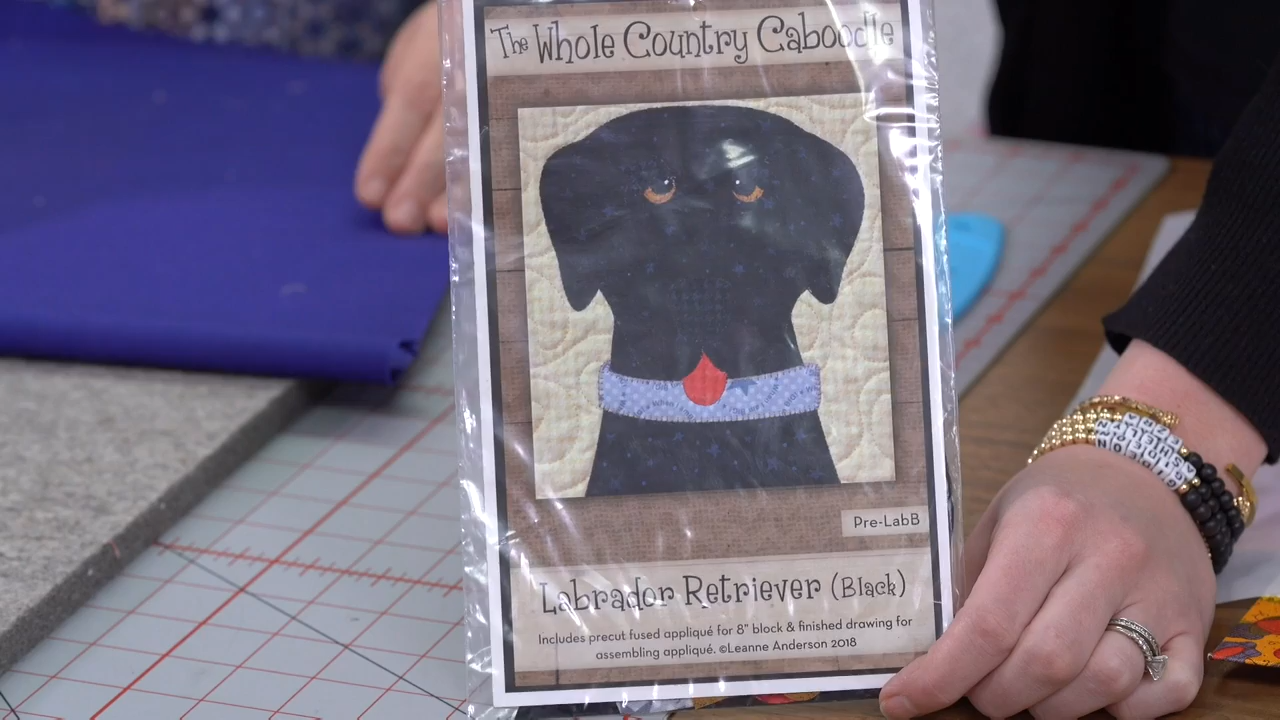 The Whole Country Caboodle
Pre-LabB
Labrador Retriever (Black)
Includes precut fused appliqué for 8" block & finished drawing for
assembling appliqué. ©Leanne Anderson 2018